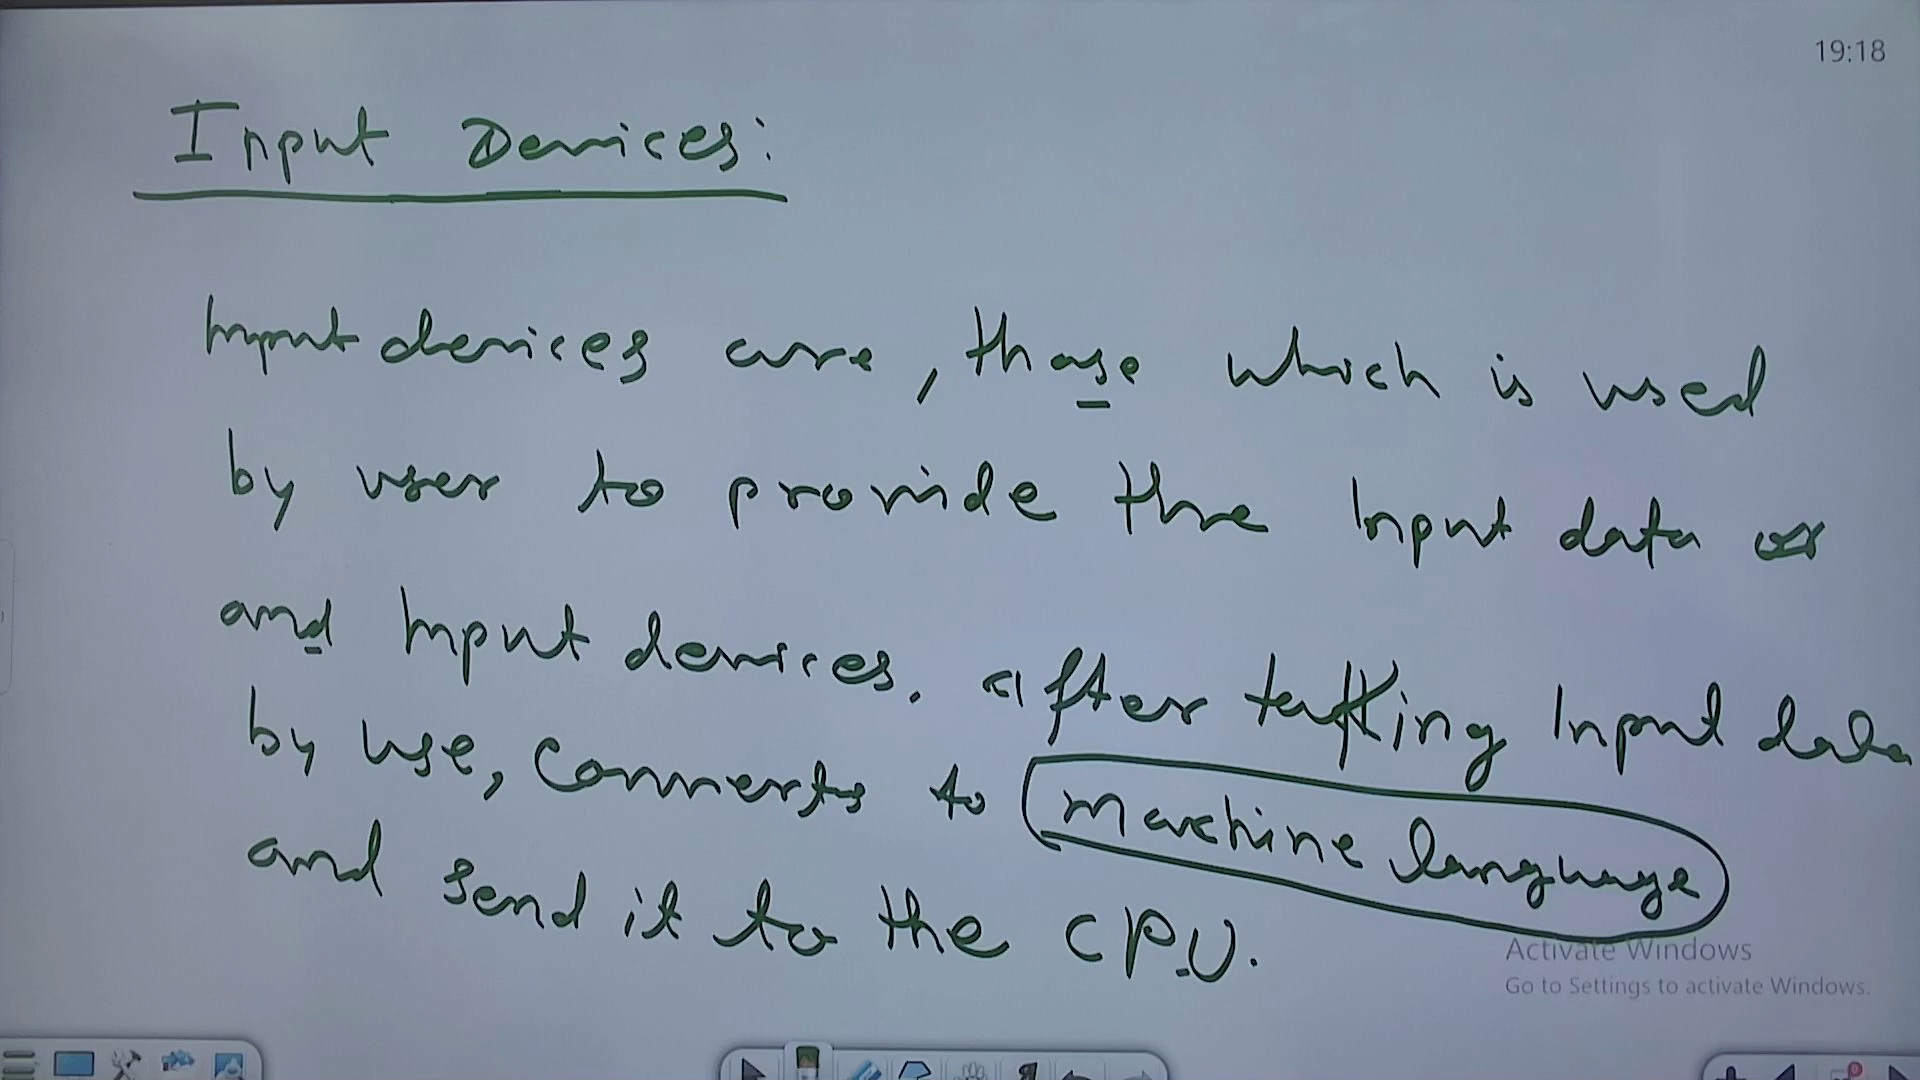 19:18
Input Devices:
Input devices are, those which is used
by user to provide the Input data or
and Input devices. after taking Input data
by use, converts to machine language
and send it to the CPU.
Activate Windows
Go to Settings to activate Windows.